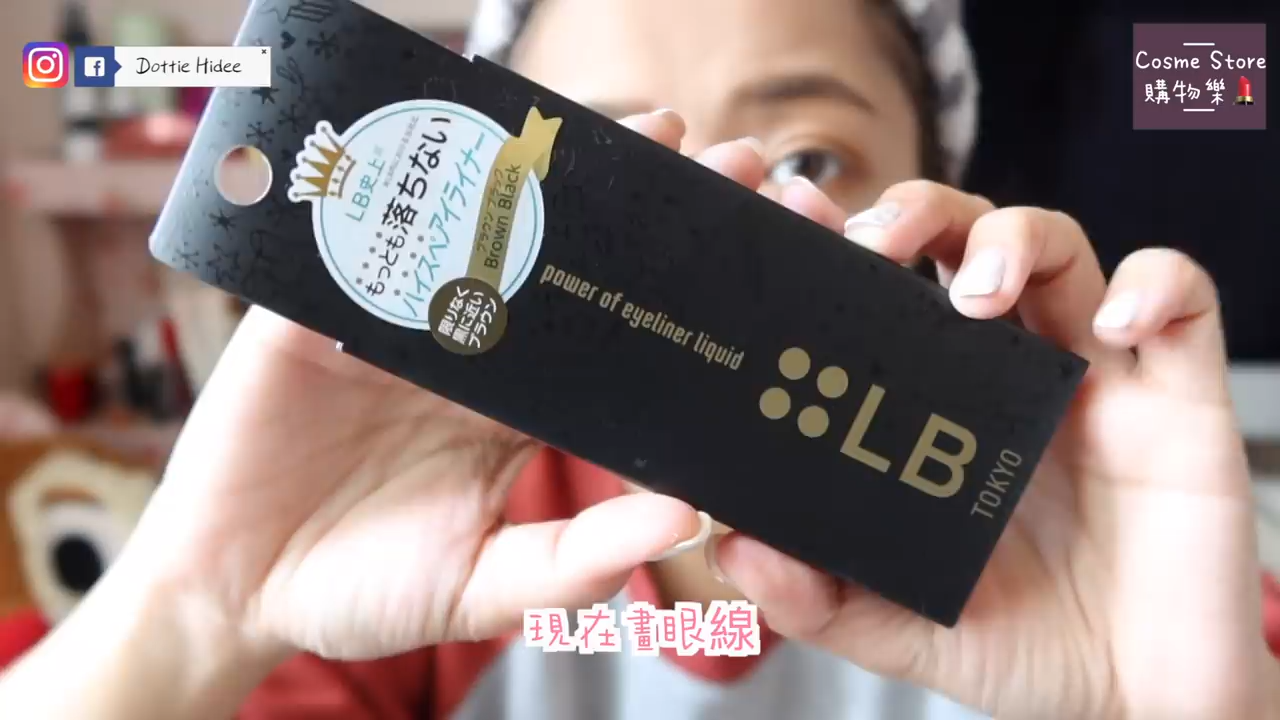 Dottie Hidee
Cosme Store
購物樂
LB史上
もっとも落ちない
ハイスペアイライナー
ブラウンブラック
Brown Black
限りなく
黒に近い
ブラウン
power of eyeliner liquid
LB
TOKYO
現在畫眼線